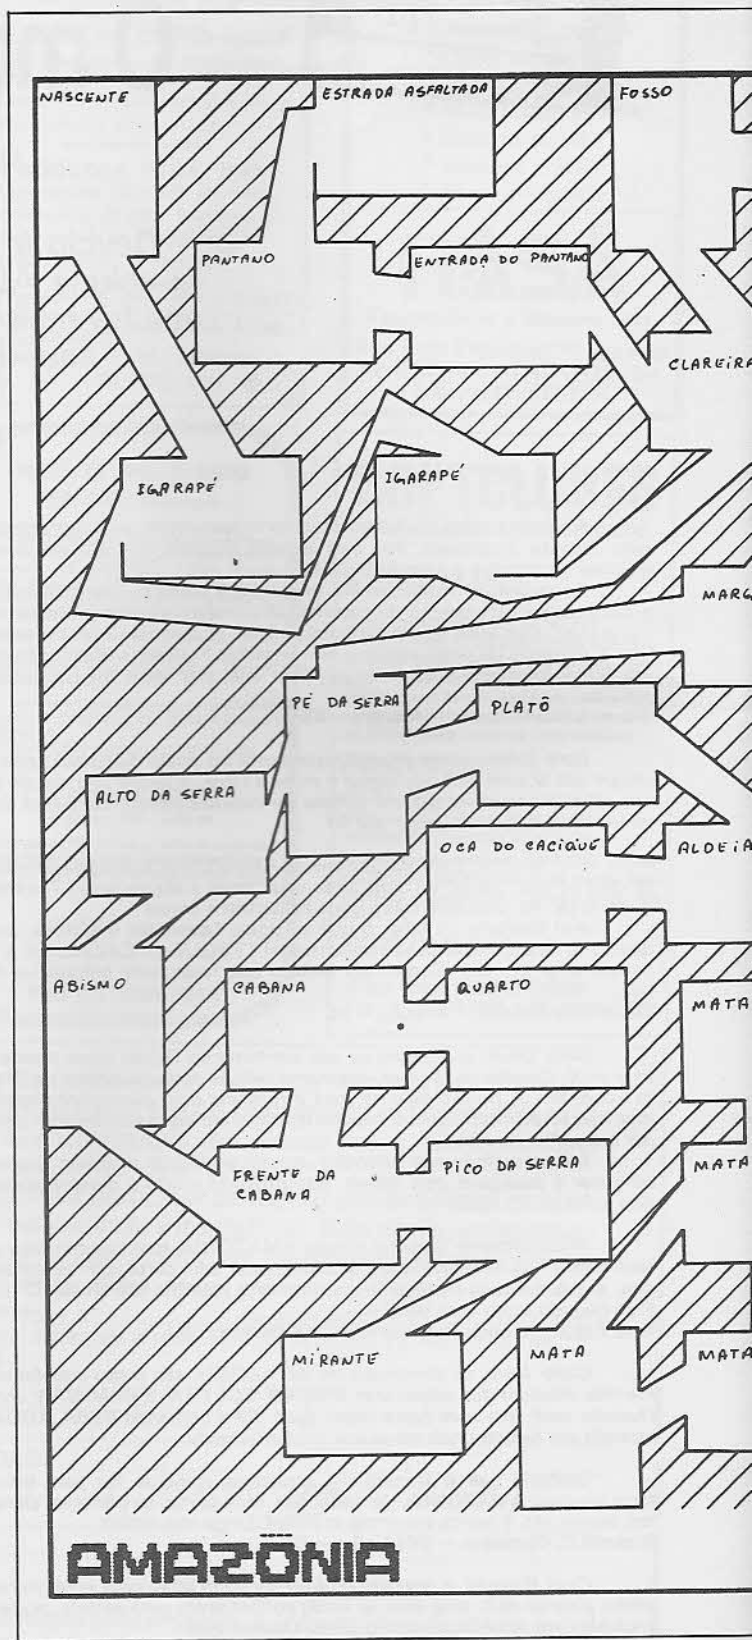 NASCENTE
ESTRADA ASFALTADA
FOSSO
PANTANO
ENTRADA DO PANTANO
CLAREIRA
IGARAPÉ
IGARAPÉ
MARG
PÉ DA SERRA
PLATÔ
ALTO DA SERRA
OCA DO CACIQUE
ALDEIA
ABISMO
CABANA
QUARTO
MATA
FRENTE DA
CABANA
PICO DA SERRA
MATA
MIRANTE
MATA
MATA
AMAZÔNIA